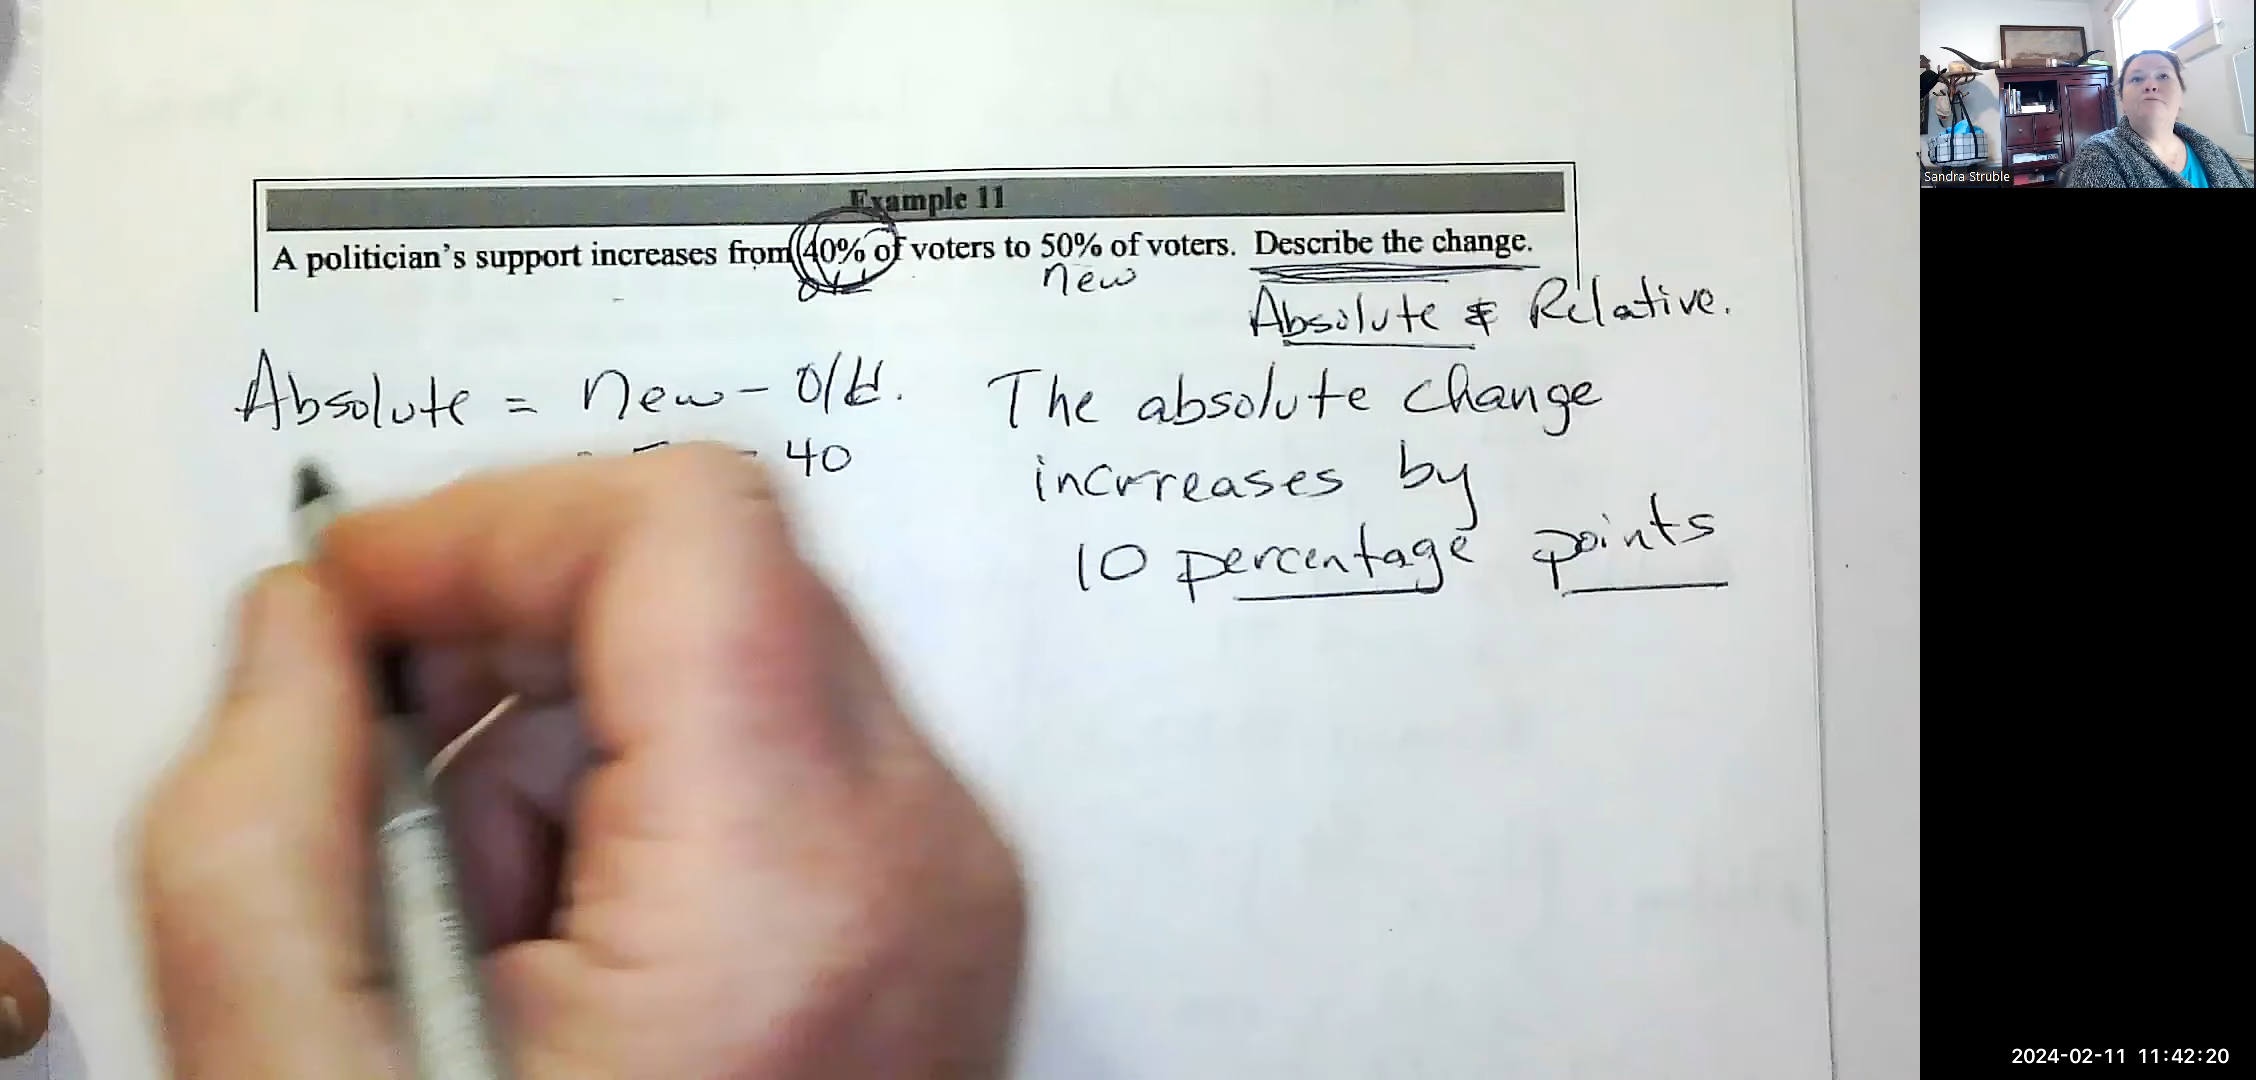 Example 11
A politician's support increases from 40% of voters to 50% of voters. Describe the change.
old new
Absolute & Relative.
Absolute = new - old.
40
The absolute change
incrreases by
10 percentage points
Sandra Struble
2024-02-11 11:42:20